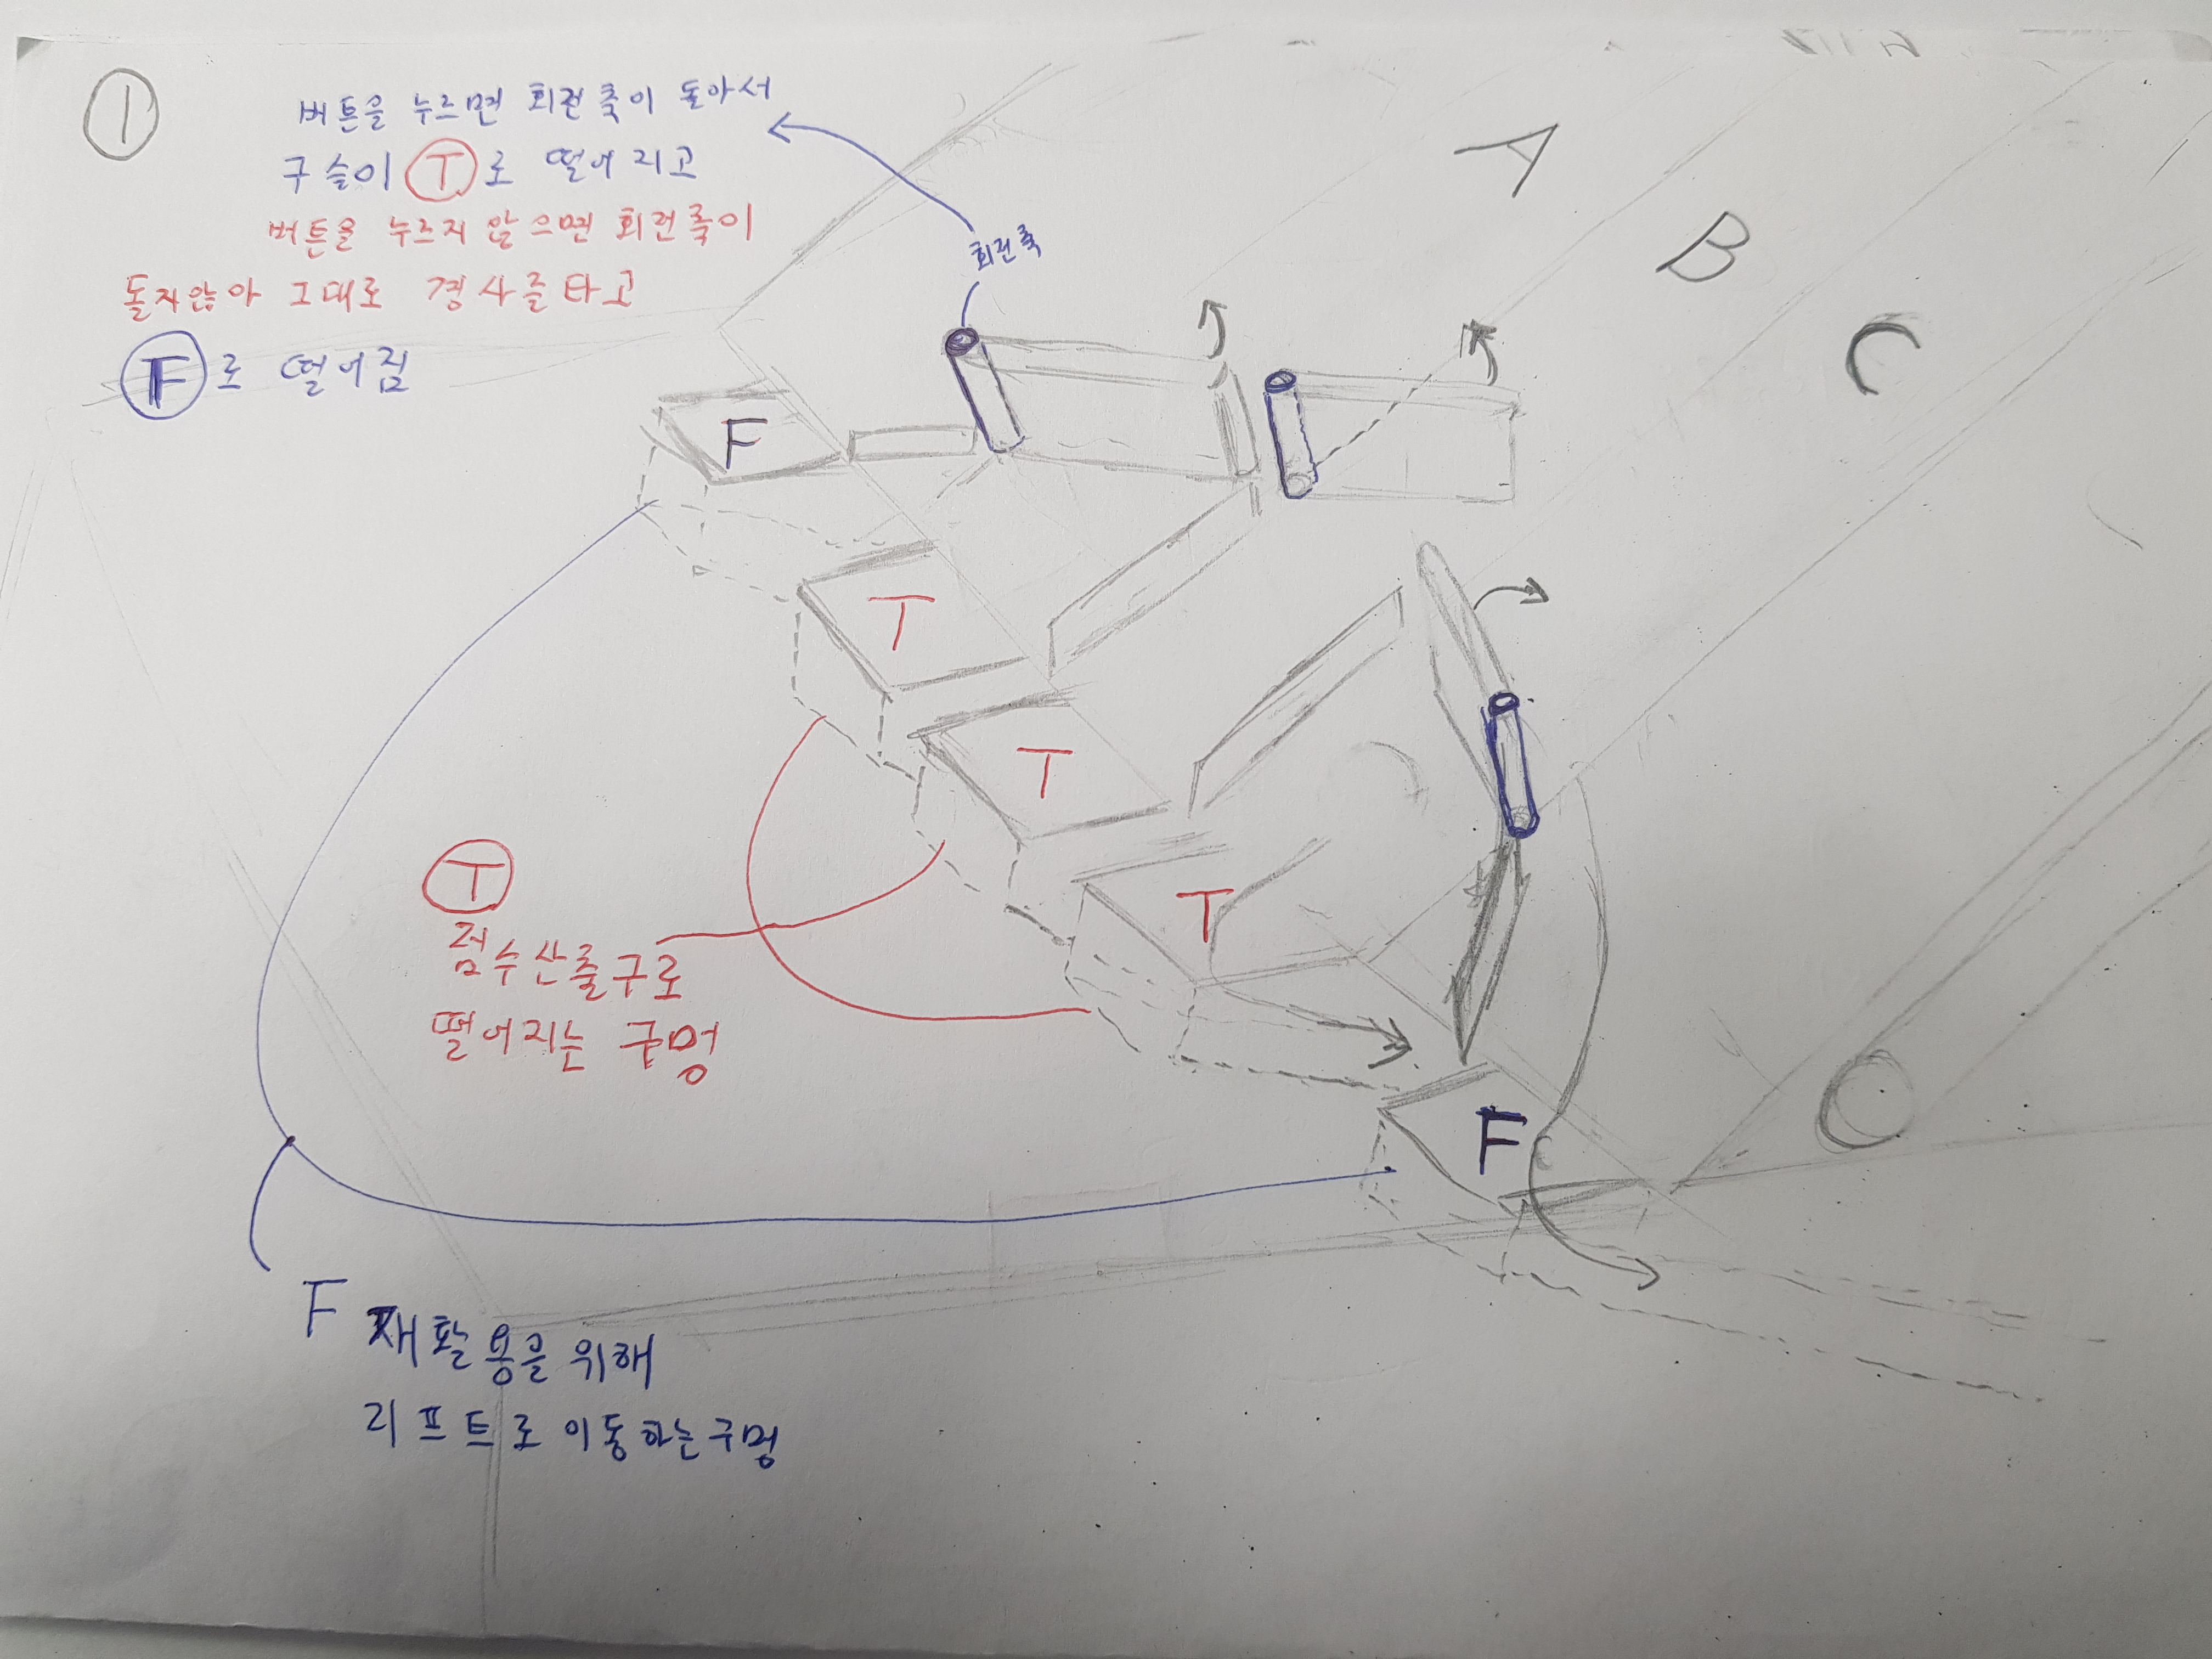 ①
버튼을 누르면 회전축이 돌아서
구슬이 Ⓣ로 떨어지고
버튼을 누르지 않으면 회전축이
돌지않아 그대로 경사를타고
Ⓕ로 떨어짐
회전축
A
B
C
F
T
T
T
F
Ⓣ
점수산출구로
떨어지는 구멍
F 재활용을 위해
리프트로 이동하는구멍